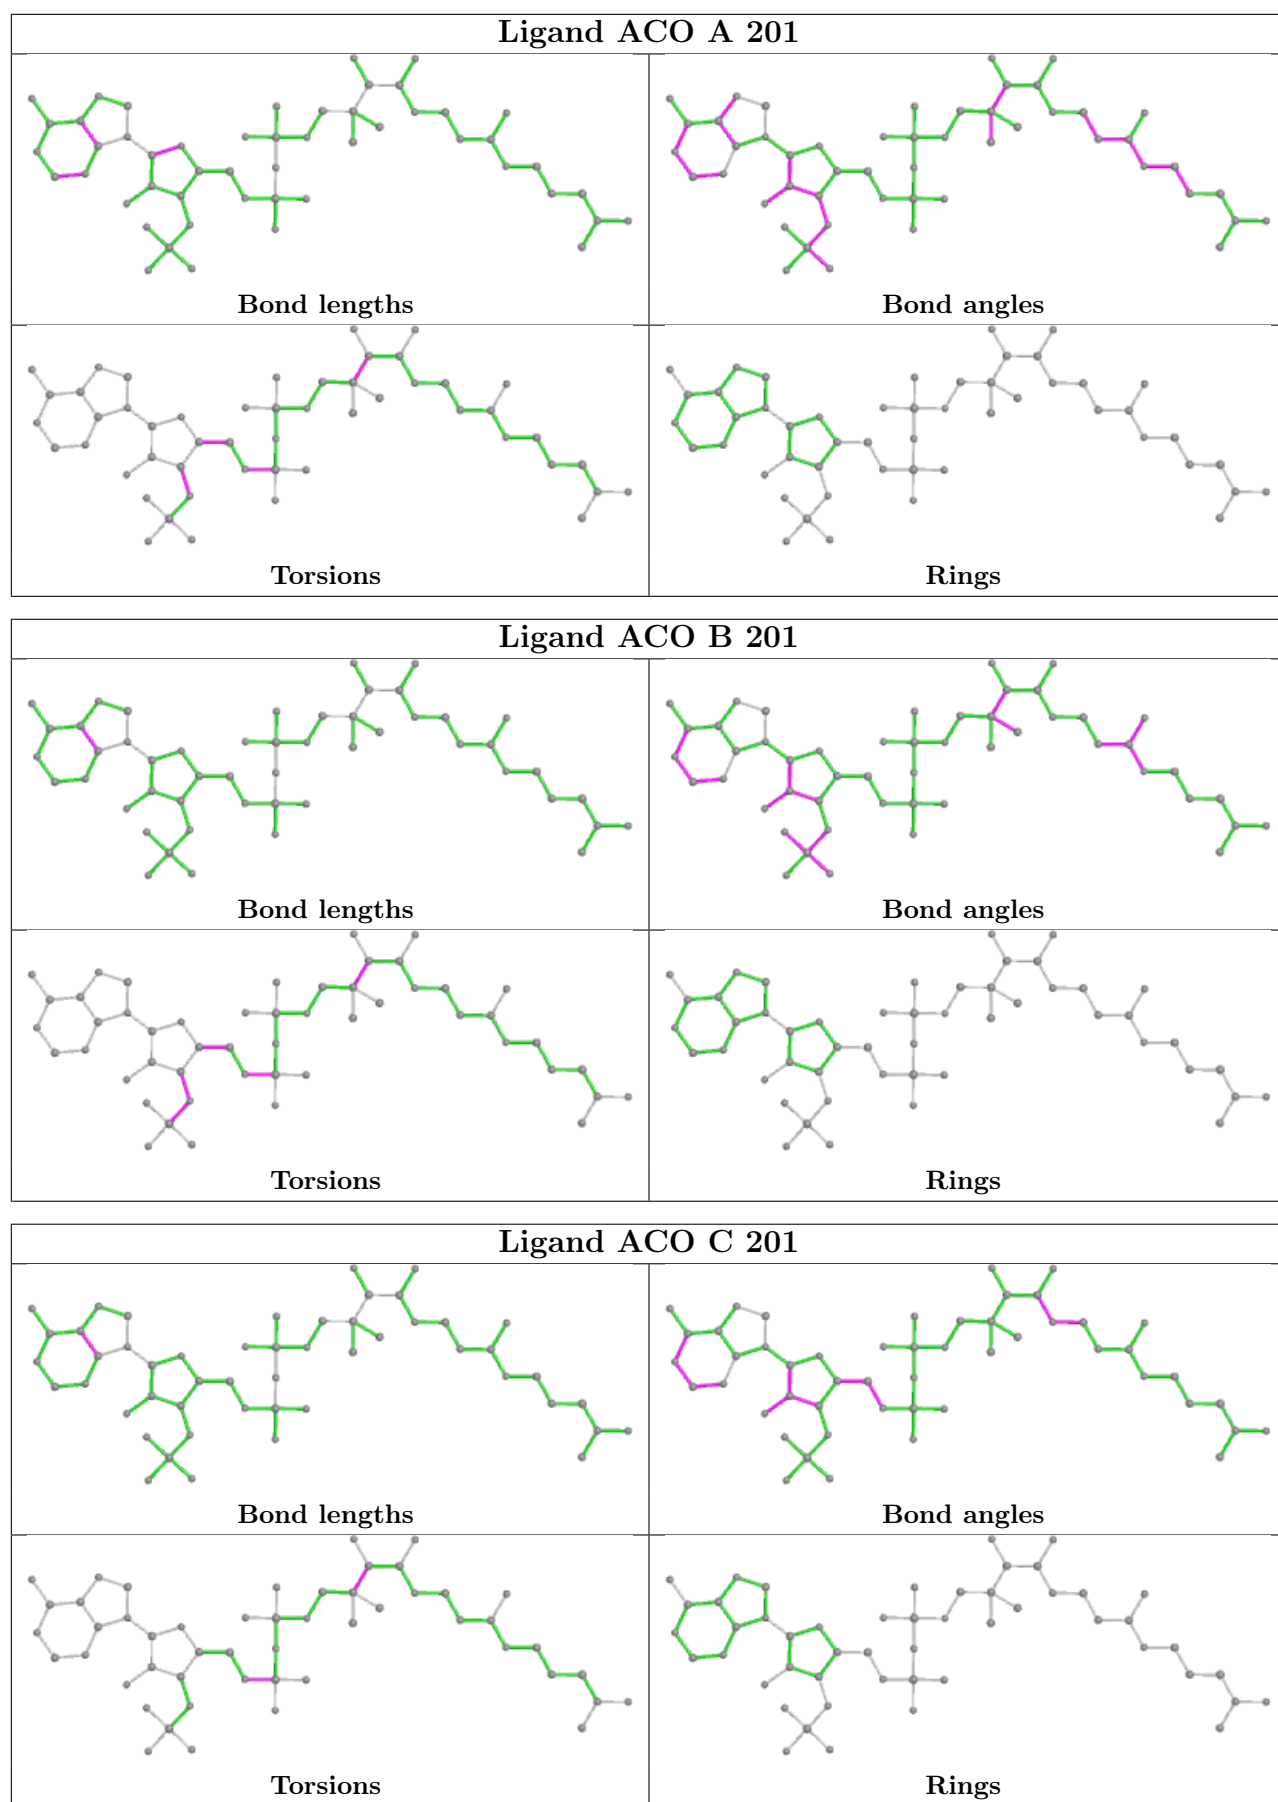 Ligand ACO A 201
Bond lengths
Bond angles
Torsions
Rings
Ligand ACO B 201
Bond lengths
Bond angles
Torsions
Rings
Ligand ACO C 201
Bond lengths
Bond angles
Torsions
Rings